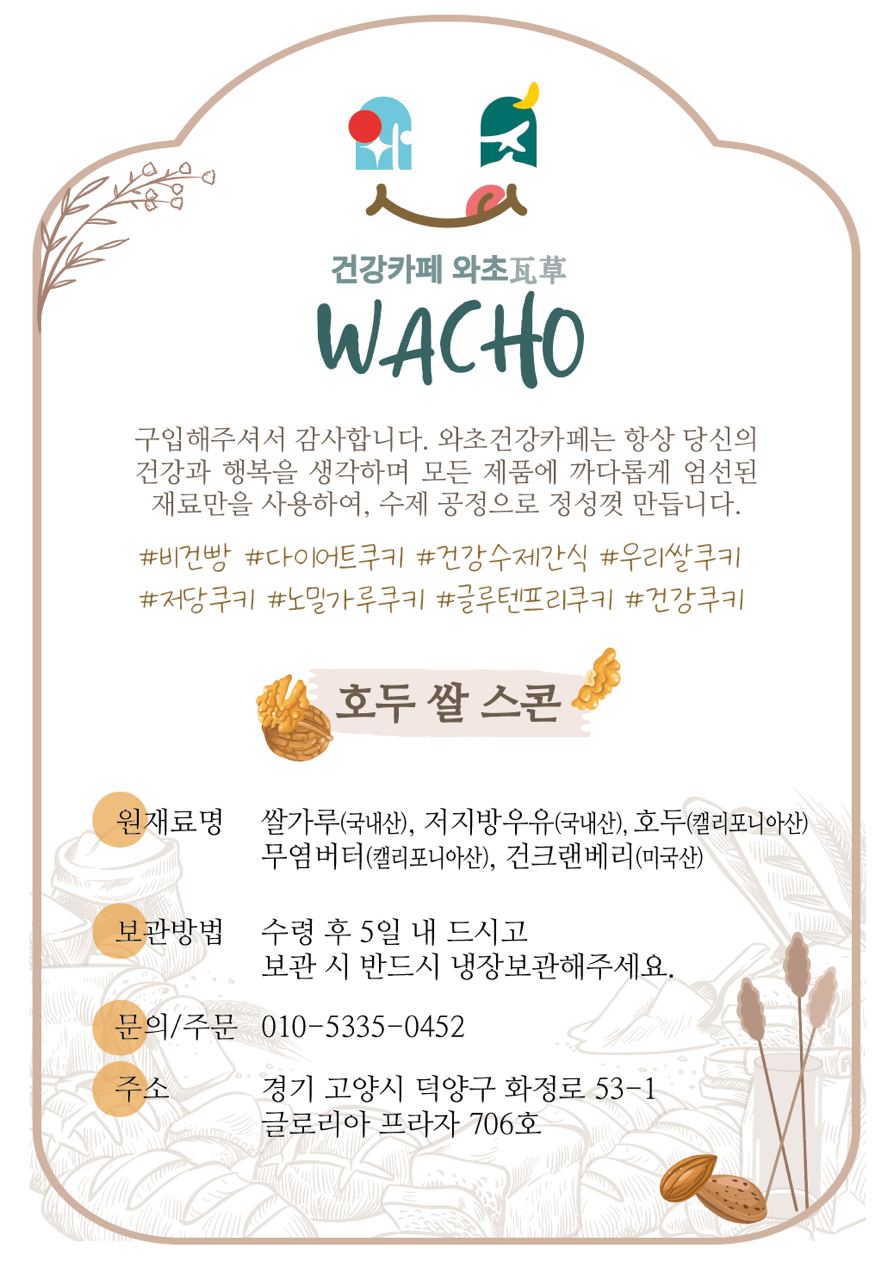 와초
건강카페 와초瓦草
WACHO
구입해주셔서 감사합니다. 와초건강카페는 항상 당신의
건강과 행복을 생각하며 모든 제품에 까다롭게 엄선된
재료만을 사용하여, 수제 공정으로 정성껏 만듭니다.
#비건빵 #다이어트쿠키 #건강수제간식 #우리쌀쿠키
#저당쿠키 #노밀가루쿠키 #글루텐프리쿠키 #건강쿠키
호두 쌀 스콘
원재료명 쌀가루(국내산), 저지방우유(국내산), 호두(캘리포니아산)
무염버터(캘리포니아산), 건크랜베리(미국산)
보관방법 수령 후 5일 내 드시고
보관 시 반드시 냉장보관해주세요.
문의/주문 010-5335-0452
주소 경기 고양시 덕양구 화정로 53-1
글로리아 프라자 706호